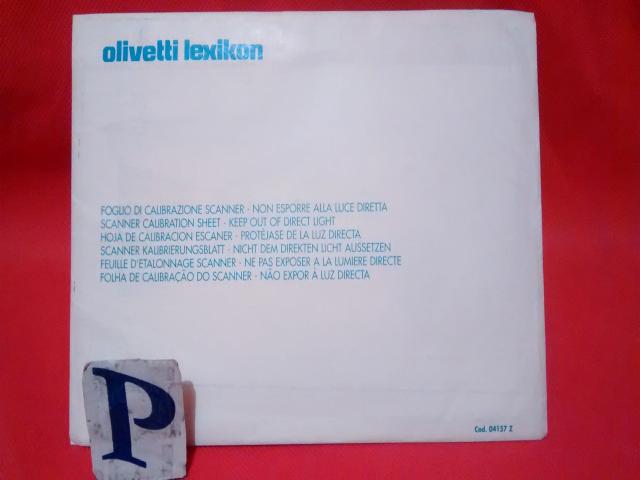 olivetti lexikon
FOGLIO DI CALIBRAZIONE SCANNER - NON ESPORRE ALLA LUCE DIRETTA
SCANNER CALIBRATION SHEET - KEEP OUT OF DIRECT LIGHT
HOJA DE CALIBRACION ESCANER - PROTÉJASE DE LA LUZ DIRECTA
SCANNER KALIBRIERUNGSBLATT - NICHT DEM DIREKTEN LICHT AUSSETZEN
FEUILLE D'ETALONNAGE SCANNER - NE PAS EXPOSER A LA LUMIERE DIRECTE
FOLHA DE CALIBRAÇÃO DO SCANNER - NÃO EXPOR À LUZ DIRECTA
P
Cod. 04157 Z